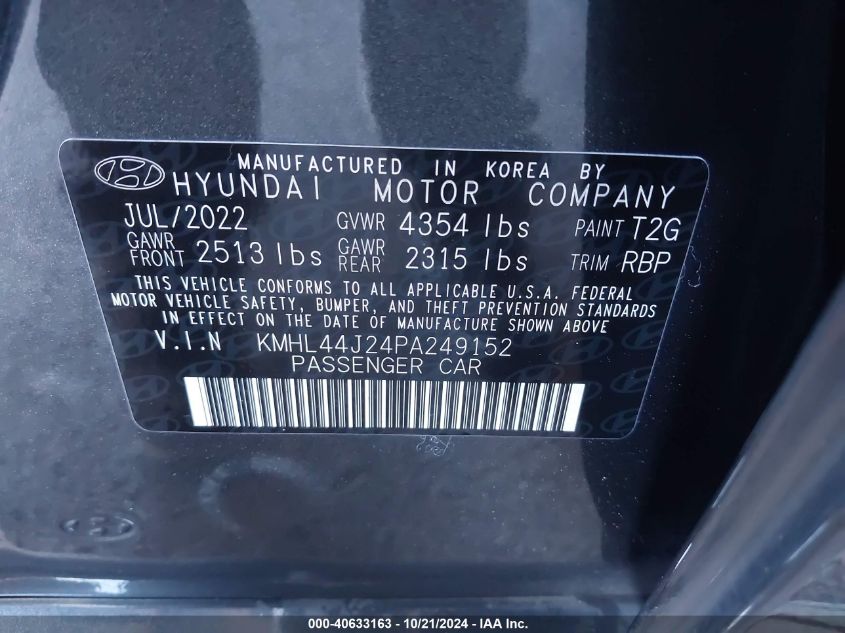 MANUFACTURED IN KOREA BY
HYUNDAI MOTOR COMPANY
JUL/2022 GVWR 4354 lbs PAINT T2G
GAWR FRONT 2513 lbs GAWR REAR 2315 lbs TRIM RBP
THIS VEHICLE CONFORMS TO ALL APPLICABLE U.S.A. FEDERAL
MOTOR VEHICLE SAFETY, BUMPER, AND THEFT PREVENTION STANDARDS
IN EFFECT ON THE DATE OF MANUFACTURE SHOWN ABOVE
V.I.N KMHL44J24PA249152
PASSENGER CAR
000-40633163 - 10/21/2024 - IAA Inc.